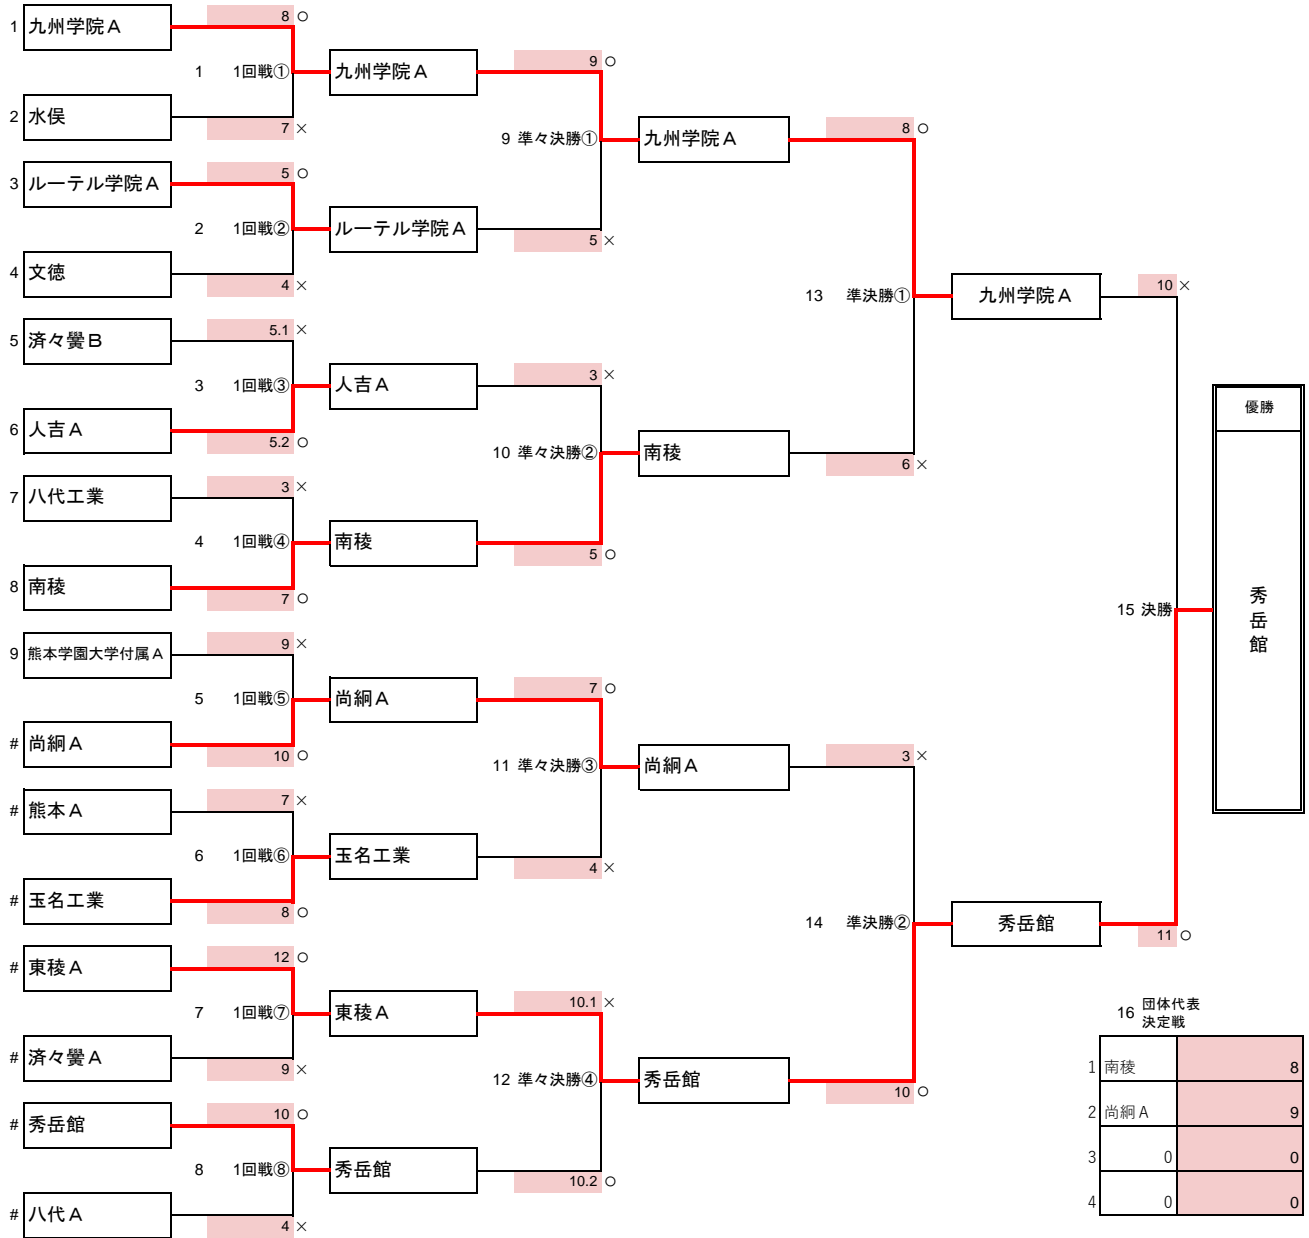 8 ○
1 九州学院Ａ
1 1回戦① 九州学院Ａ
9 ○
2 水俣
7 ×
9 準々決勝① 九州学院Ａ
8 ○
3 ルーテル学院Ａ
5 ○
2 1回戦② ルーテル学院Ａ
5 ×
4 文徳
4 ×
13 準決勝① 九州学院Ａ
10 ×
5 済々黌Ｂ
5.1 ×
3 1回戦③ 人吉Ａ
3 ×
6 人吉Ａ
5.2 ○
10 準々決勝② 南稜
6 ×
7 八代工業
3 ×
4 1回戦④ 南稜
5 ○
8 南稜
7 ○
優勝
秀岳館
15 決勝
9 熊本学園大学付属Ａ
9 ×
5 1回戦⑤ 尚絅Ａ
7 ○
# 尚絅Ａ
10 ○
11 準々決勝③ 尚絅Ａ
3 ×
# 熊本Ａ
7 ×
6 1回戦⑥ 玉名工業
4 ×
# 玉名工業
8 ○
14 準決勝② 秀岳館
11 ○
# 東稜Ａ
12 ○
7 1回戦⑦ 東稜Ａ
10.1 ×
# 済々黌Ａ
9 ×
12 準々決勝④ 秀岳館
10 ○
# 秀岳館
10 ○
8 1回戦⑧ 秀岳館
10.2 ○
# 八代Ａ
4 ×
16 団体代表
決定戦
1 南稜 8
2 尚絅Ａ 9
3 0 0
4 0 0